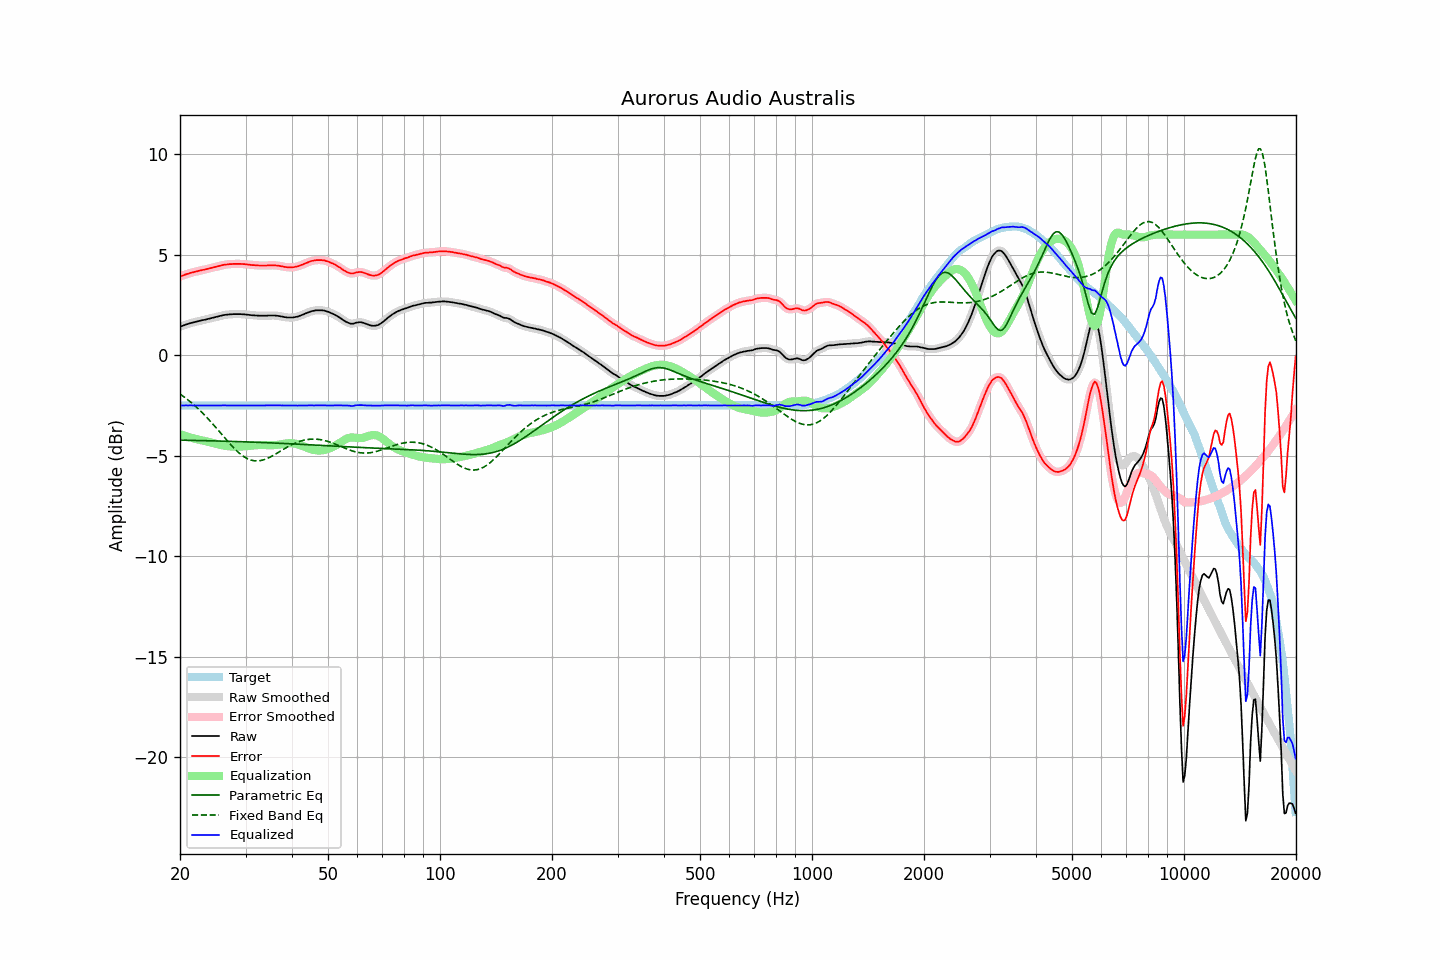 Aurorus Audio Australis
Amplitude (dBr)
10
5
0
−5
−10
−15
−20
Target
Raw Smoothed
Error Smoothed
Raw
Error
Equalization
Parametric Eq
Fixed Band Eq
Equalized
20 50 100 200 500 1000 2000 5000 10000 20000
Frequency (Hz)